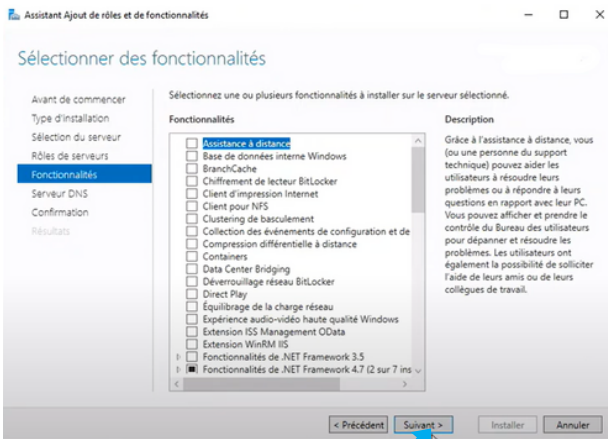 Assistant Ajout de rôles et de fonctionnalités
Sélectionner des fonctionnalités
Avant de commencer
Type d'installation
Sélection du serveur
Rôles de serveurs
Fonctionnalités
Serveur DNS
Confirmation
Résultats
Sélectionnez une ou plusieurs fonctionnalités à installer sur le serveur sélectionné.
Fonctionnalités
Assistance à distance
Base de données interne Windows
BranchCache
Chiffrement de lecteur BitLocker
Client d'impression Internet
Client pour NFS
Clustering de basculement
Collection des événements de configuration et de
Compression différentielle à distance
Containers
Data Center Bridging
Déverrouillage réseau BitLocker
Direct Play
Équilibrage de la charge réseau
Expérience audio-vidéo haute qualité Windows
Extension ISS Management OData
Extension WinRM IIS
Fonctionnalités de .NET Framework 3.5
Fonctionnalités de .NET Framework 4.7 (2 sur 7 ins
Description
Grâce à l'assistance à distance, vous
(ou une personne du support
technique) pouvez aider les
utilisateurs à résoudre leurs
problèmes ou à répondre à leurs
questions en rapport avec leur PC.
Vous pouvez afficher et prendre le
contrôle du Bureau des utilisateurs
pour dépanner et résoudre les
problèmes. Les utilisateurs ont
également la possibilité de solliciter
l'aide de leurs amis ou de leurs
collègues de travail.
< Précédent
Suivant >
Installer
Annuler